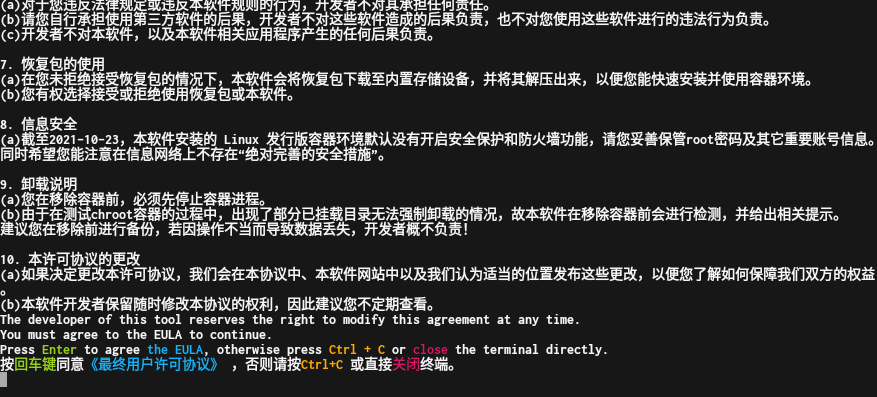 (a)对于您违反法律规定或违反本软件规则的行为，开发者不对其承担任何责任。
(b)请您自行承担使用第三方软件的后果，开发者不对这些软件造成的后果负责，也不对您使用这些软件进行的违法行为负责。
(c)开发者不对本软件，以及本软件相关应用程序产生的任何后果负责。
7. 恢复包的使用
(a)在您未拒绝接受恢复包的情况下，本软件会将恢复包下载至内置存储设备，并将其解压出来，以便您能快速安装并使用容器环境。
(b)您有权选择接受或拒绝使用恢复包或本软件。
8. 信息安全
(a)截至2021-10-23，本软件安装的 Linux 发行版容器环境默认没有开启安全保护和防火墙功能，请您妥善保管root密码及其它重要账号信息。
同时希望您能注意在信息网络上不存在“绝对完善的安全措施”。
9. 卸载说明
(a)您在移除容器前，必须先停止容器进程。
(b)由于在测试chroot容器的过程中，出现了部分已挂载目录无法强制卸载的情况，故本软件在移除容器前会进行检测，并给出相关提示。
建议您在移除前进行备份，若因操作不当而导致数据丢失，开发者概不负责！
10. 本许可协议的更改
(a)如果决定更改本许可协议，我们会在本协议中、本软件网站中以及我们认为适当的位置发布这些更改，以便您了解如何保障我们双方的权益
。
(b)本软件开发者保留随时修改本协议的权利，因此建议您不定期查看。
The developer of this tool reserves the right to modify this agreement at any time.
You must agree to the EULA to continue.
Press Enter to agree the EULA, otherwise press Ctrl + C or close the terminal directly.
按回车键同意《最终用户许可协议》 ，否则请按Ctrl+C 或直接关闭终端。